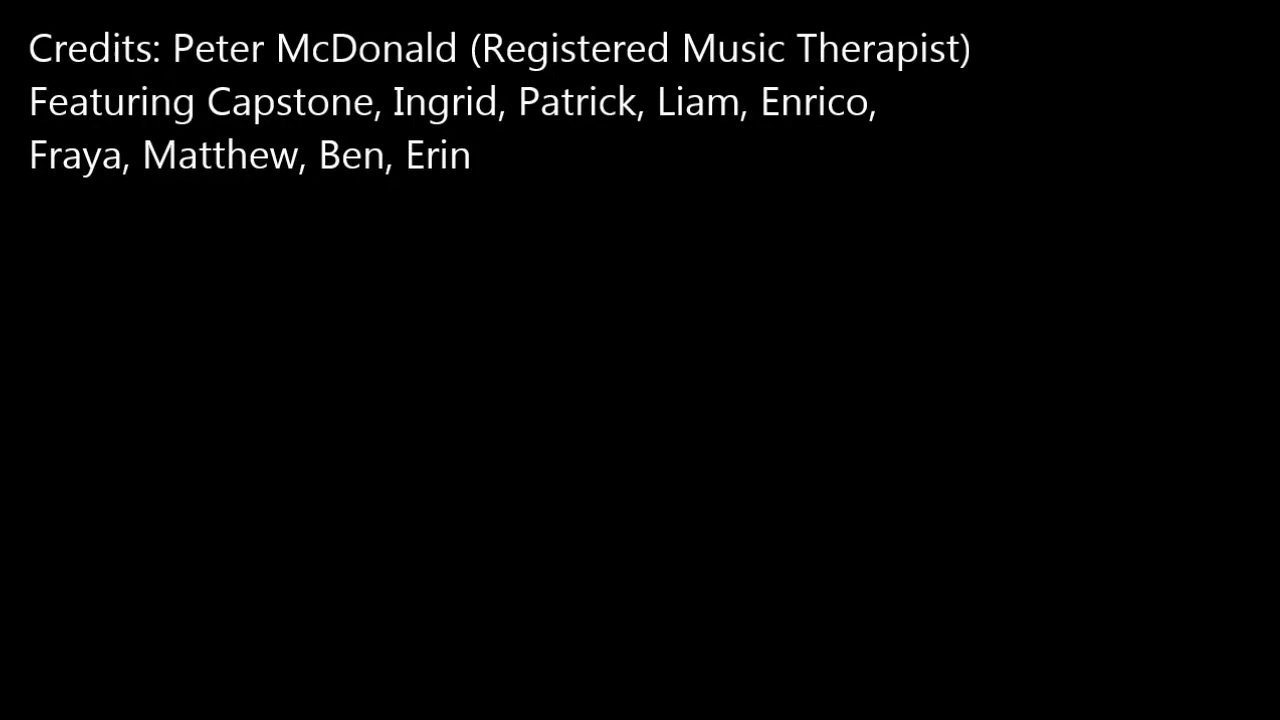 Credits: Peter McDonald (Registered Music Therapist)
Featuring Capstone, Ingrid, Patrick, Liam, Enrico,
Fraya, Matthew, Ben, Erin